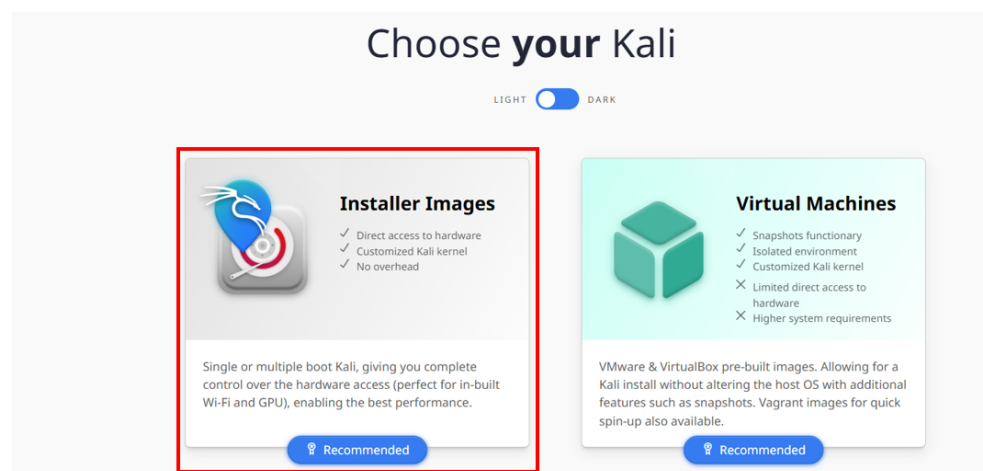 Choose your Kali
LIGHT DARK
Installer Images
Direct access to hardware
Customized Kali kernel
No overhead
Single or multiple boot Kali, giving you complete
control over the hardware access (perfect for in-built
Wi-Fi and GPU), enabling the best performance.
Recommended
Virtual Machines
Snapshots functionary
Isolated environment
Customized Kali kernel
Limited direct access to
hardware
Higher system requirements
VMware & VirtualBox pre-built images. Allowing for a
Kali install without altering the host OS with additional
features such as snapshots. Vagrant images for quick
spin-up also available.
Recommended